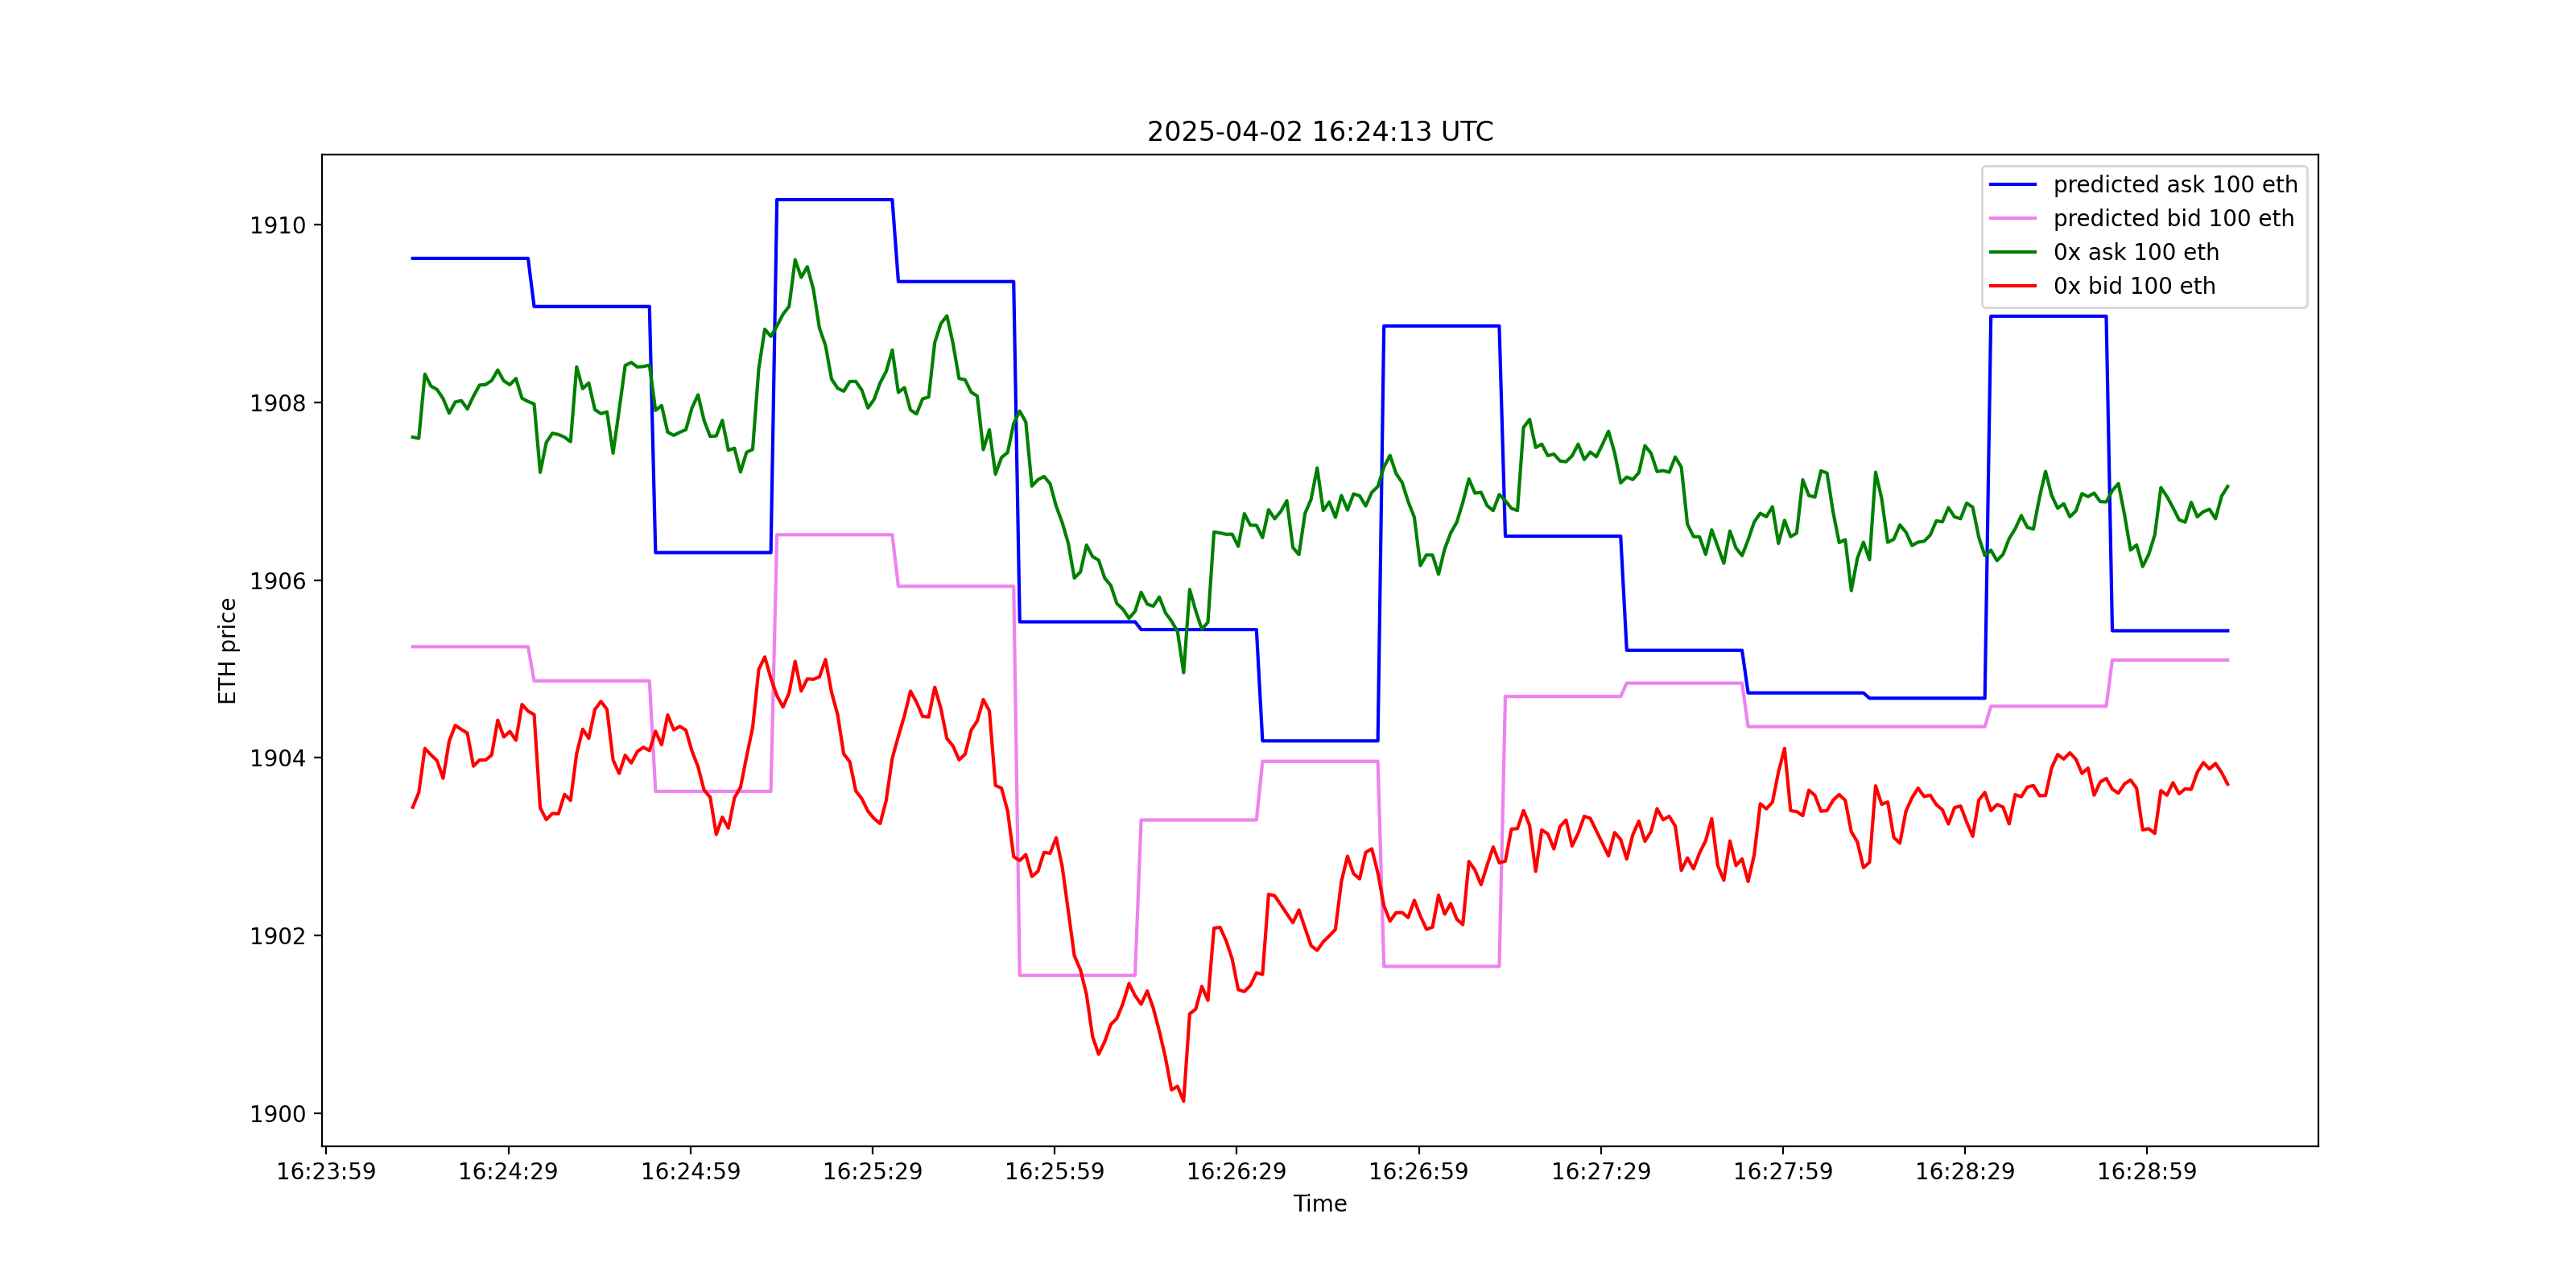 2025-04-02 16:24:13 UTC
predicted ask 100 eth
predicted bid 100 eth
0x ask 100 eth
0x bid 100 eth
ETH price
1910
1908
1906
1904
1902
1900
16:23:59 16:24:29 16:24:59 16:25:29 16:25:59 16:26:29 16:26:59 16:27:29 16:27:59 16:28:29 16:28:59
Time